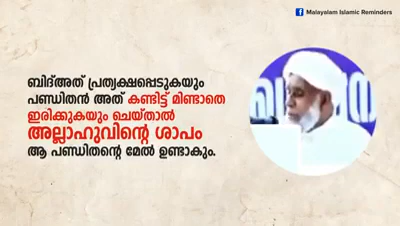 Malayalam Islamic Reminders
ബിദ്അത് പ്രത്യക്ഷപ്പെടുകയും
പണ്ഡിതൻ അത് കണ്ടിട്ട് മിണ്ടാതെ
ഇരിക്കുകയും ചെയ്താൽ
അല്ലാഹുവിന്റെ ശാപം
ആ പണ്ഡിതന്റെ മേൽ ഉണ്ടാകും.